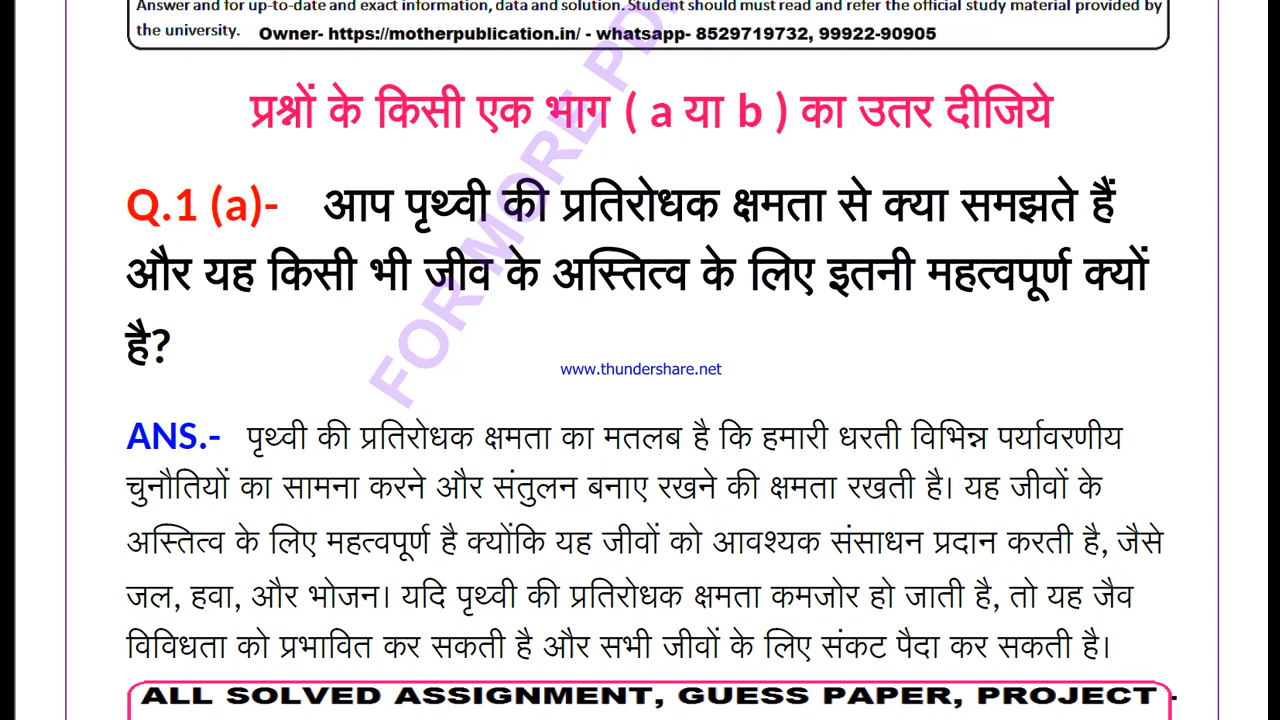 Answer and for up-to-date and exact information, data and solution. Student should must read and refer the official study material provided by
the university. Owner- https://motherpublication.in/ - whatsapp- 8529719732, 99922-90905
प्रश्नों के किसी एक भाग ( a या b ) का उतर दीजिये
Q.1 (a)- आप पृथ्वी की प्रतिरोधक क्षमता से क्या समझते हैं
और यह किसी भी जीव के अस्तित्व के लिए इतनी महत्वपूर्ण क्यों
है?
FOR MORE PD
www.thundershare.net
ANS.- पृथ्वी की प्रतिरोधक क्षमता का मतलब है कि हमारी धरती विभिन्न पर्यावरणीय
चुनौतियों का सामना करने और संतुलन बनाए रखने की क्षमता रखती है। यह जीवों के
अस्तित्व के लिए महत्वपूर्ण है क्योंकि यह जीवों को आवश्यक संसाधन प्रदान करती है, जैसे
जल, हवा, और भोजन। यदि पृथ्वी की प्रतिरोधक क्षमता कमजोर हो जाती है, तो यह जैव
विविधता को प्रभावित कर सकती है और सभी जीवों के लिए संकट पैदा कर सकती है।
ALL SOLVED ASSIGNMENT, GUESS PAPER, PROJECT -